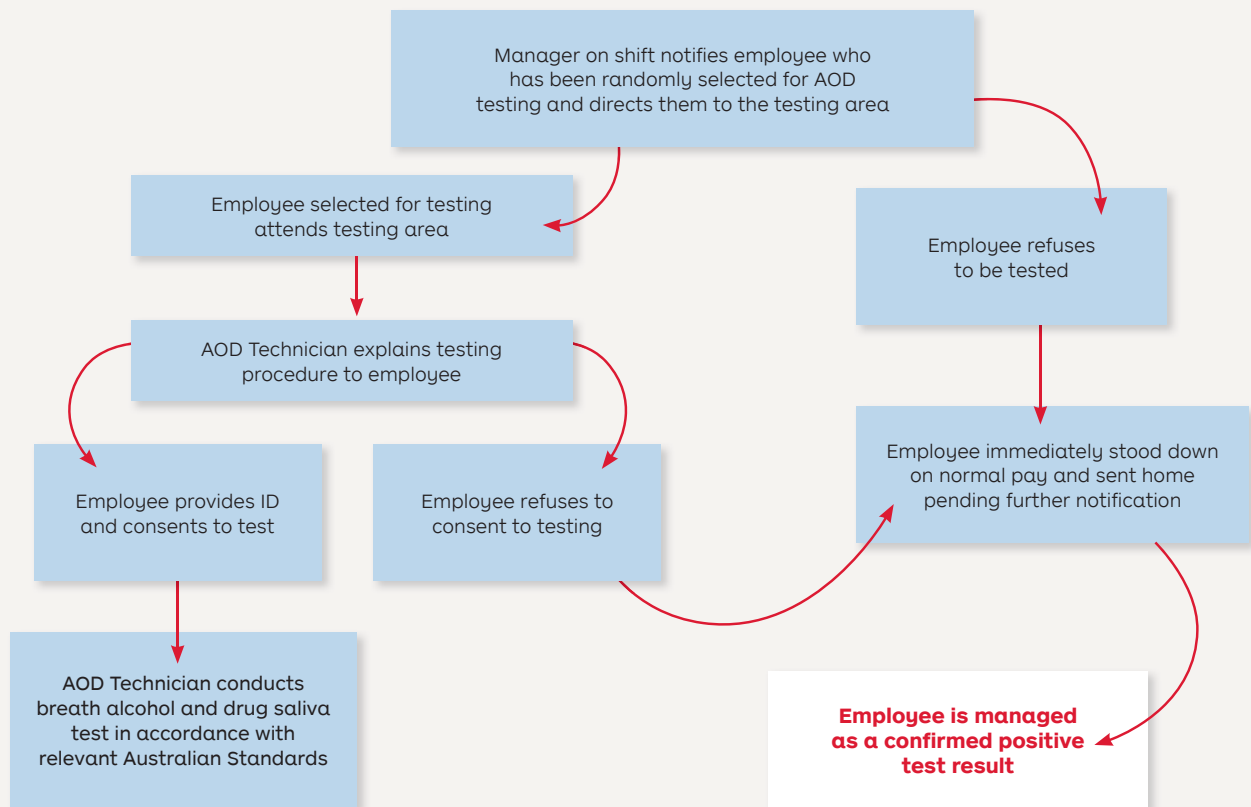 Manager on shift notifies employee who
has been randomly selected for AOD
testing and directs them to the testing area
Employee selected for testing
attends testing area
Employee refuses
to be tested
AOD Technician explains testing
procedure to employee
Employee immediately stood down
on normal pay and sent home
pending further notification
Employee provides ID
and consents to test
Employee refuses to
consent to testing
AOD Technician conducts
breath alcohol and drug saliva
test in accordance with
relevant Australian Standards
Employee is managed
as a confirmed positive
test result